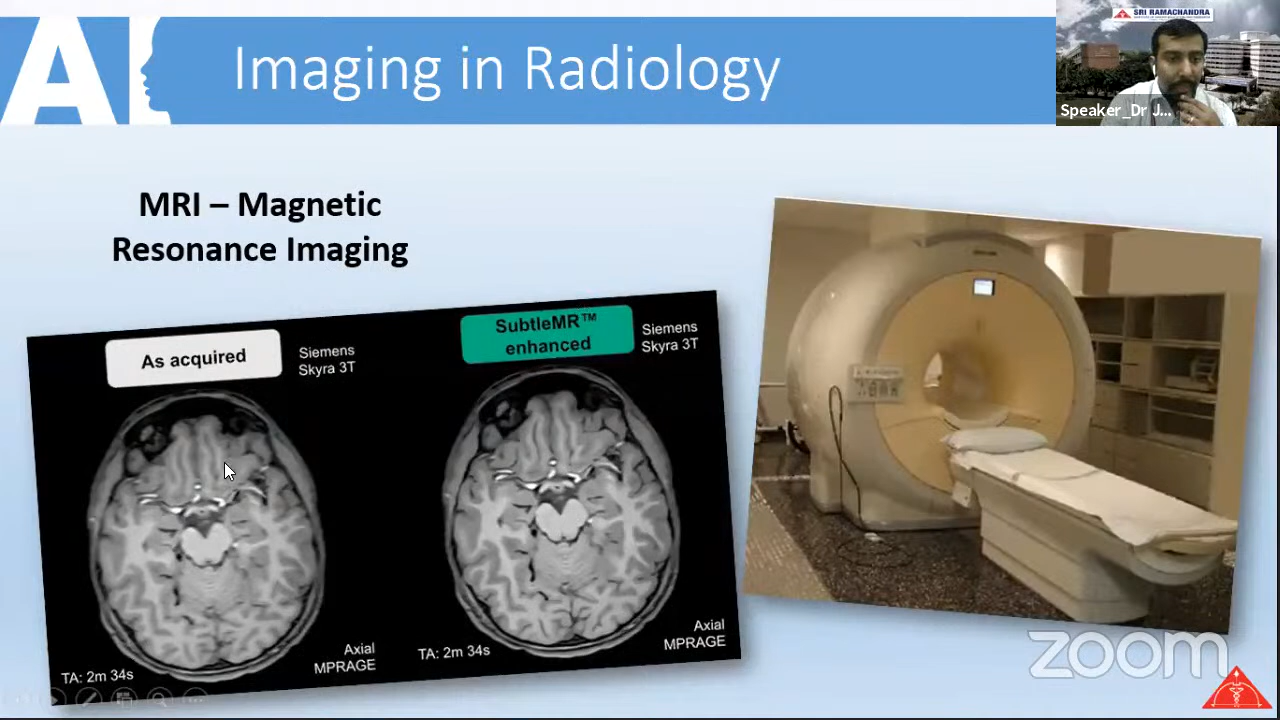 AI
Imaging in Radiology
SRI RAMACHANDRA
Speaker_Dr J...
MRI – Magnetic
Resonance Imaging
As acquired
Siemens
Skyra 3T
SubtleMR™
enhanced
Siemens
Skyra 3T
TA: 2m 34s
Axial
MPRAGE
TA: 2m 34s
Axial
MPRAGE
zoom